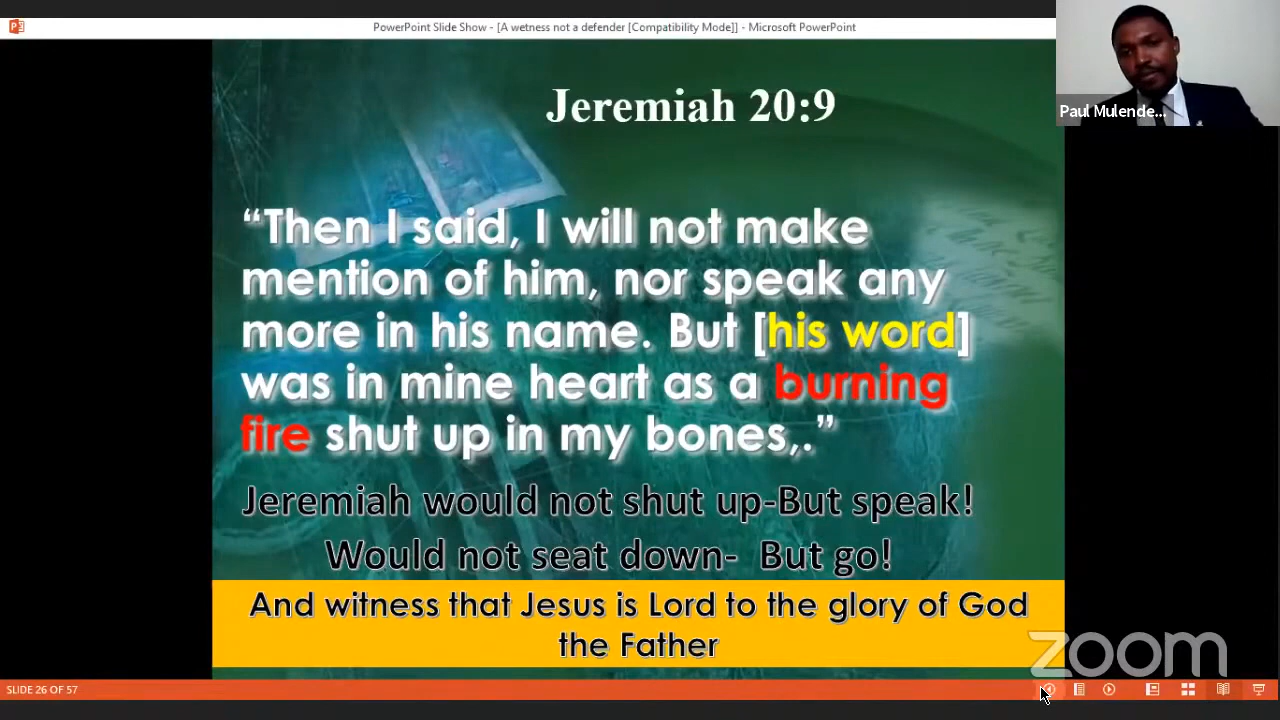 PowerPoint Slide Show - [A wetness not a defender [Compatibility Mode]] - Microsoft PowerPoint
Paul Mulende...
Jeremiah 20:9
“Then I said, I will not make
mention of him, nor speak any
more in his name. But [his word]
was in mine heart as a burning
fire shut up in my bones,.”
Jeremiah would not shut up-But speak!
Would not seat down- But go!
And witness that Jesus is Lord to the glory of God
the Father
zoom
SLIDE 26 OF 57